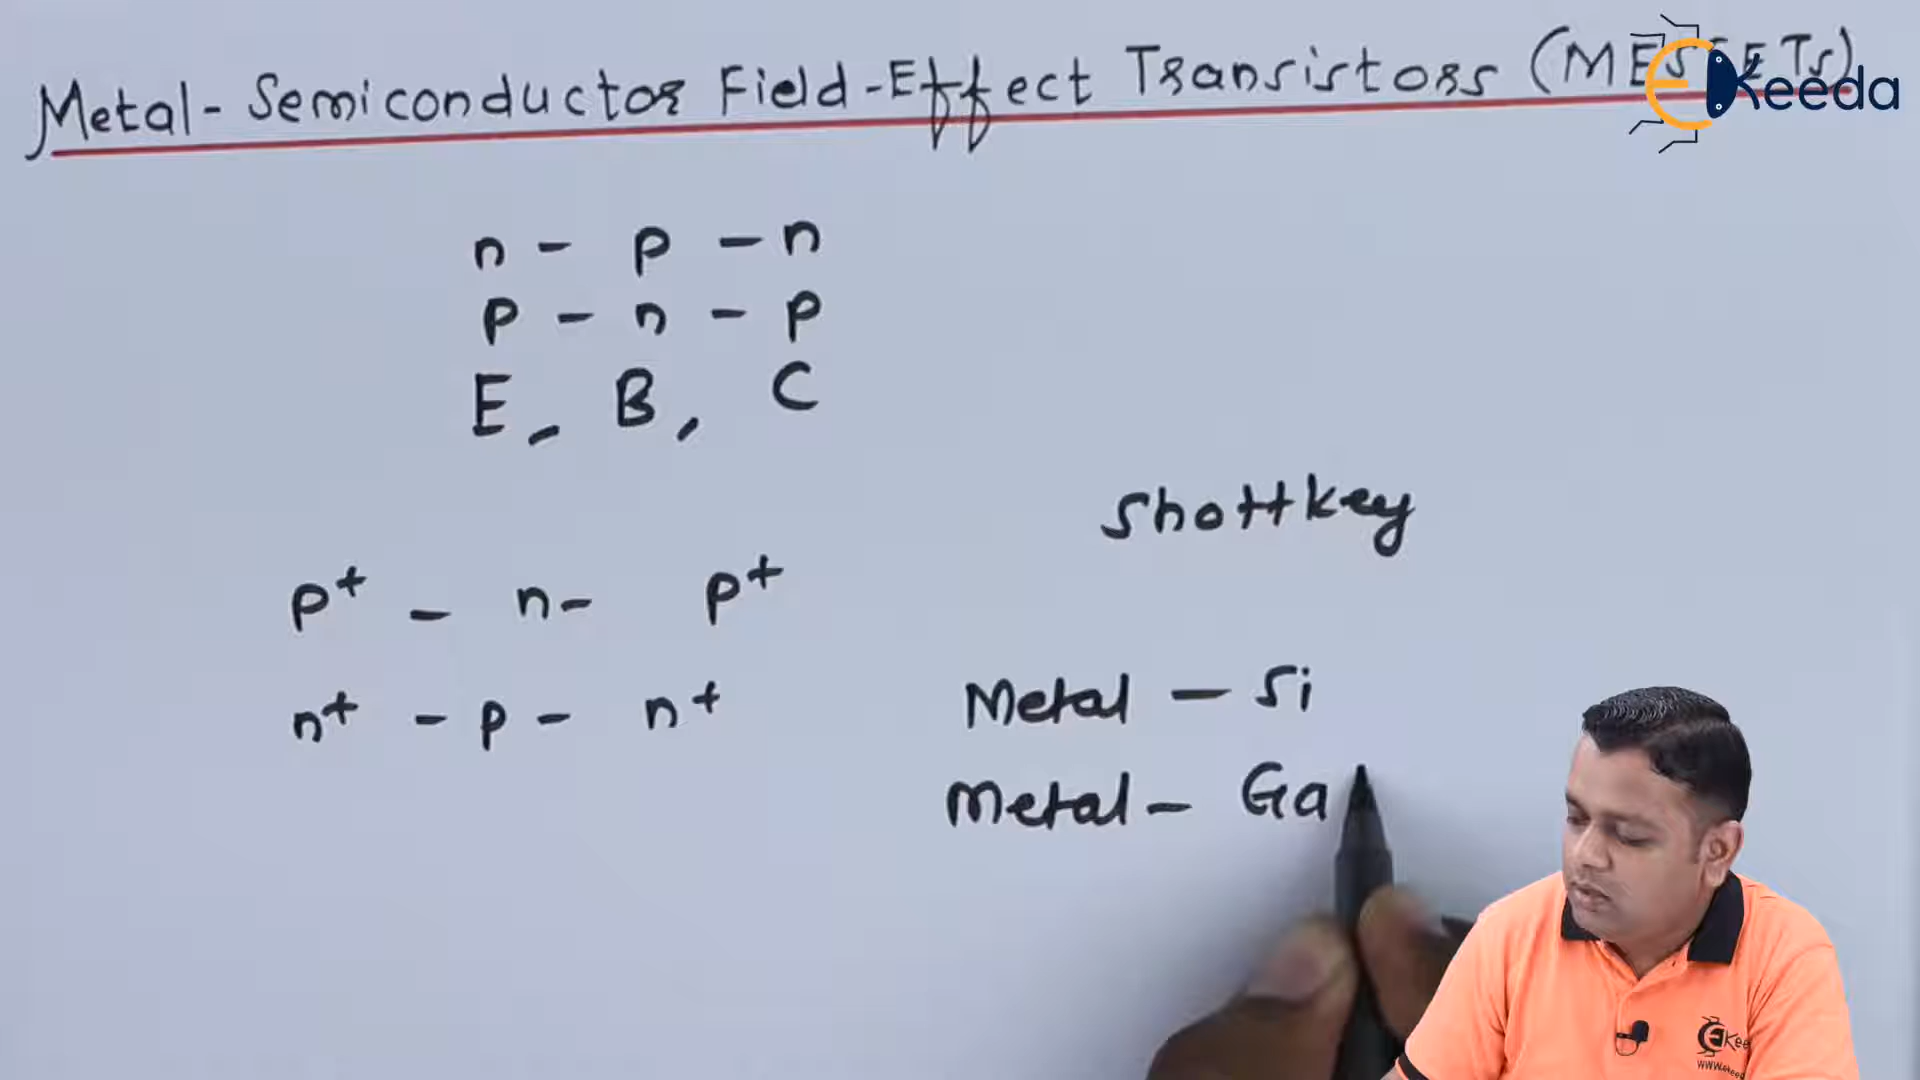 Metal-Semiconductor Field-Effect Transistors (MESFETs)
EKeeda
n - p - n
p - n - p
E, B, C
Shottkey
p+ - n - p+
n+ - p - n+
Metal - Si
Metal - Ga